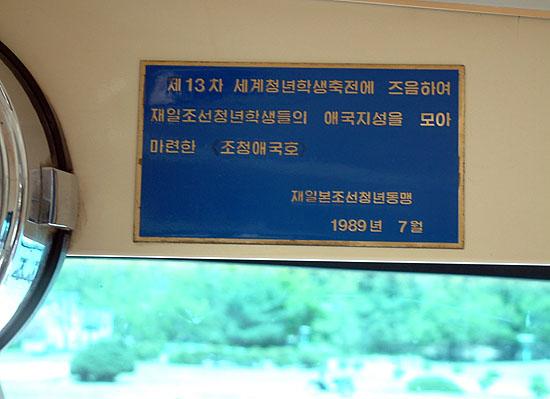 제13차 세계청년학생축전에 즈음하여
재일조선청년학생들의 애국지성을 모아
마련한 《조청애국호》
재일본조선청년동맹
1989년 7월